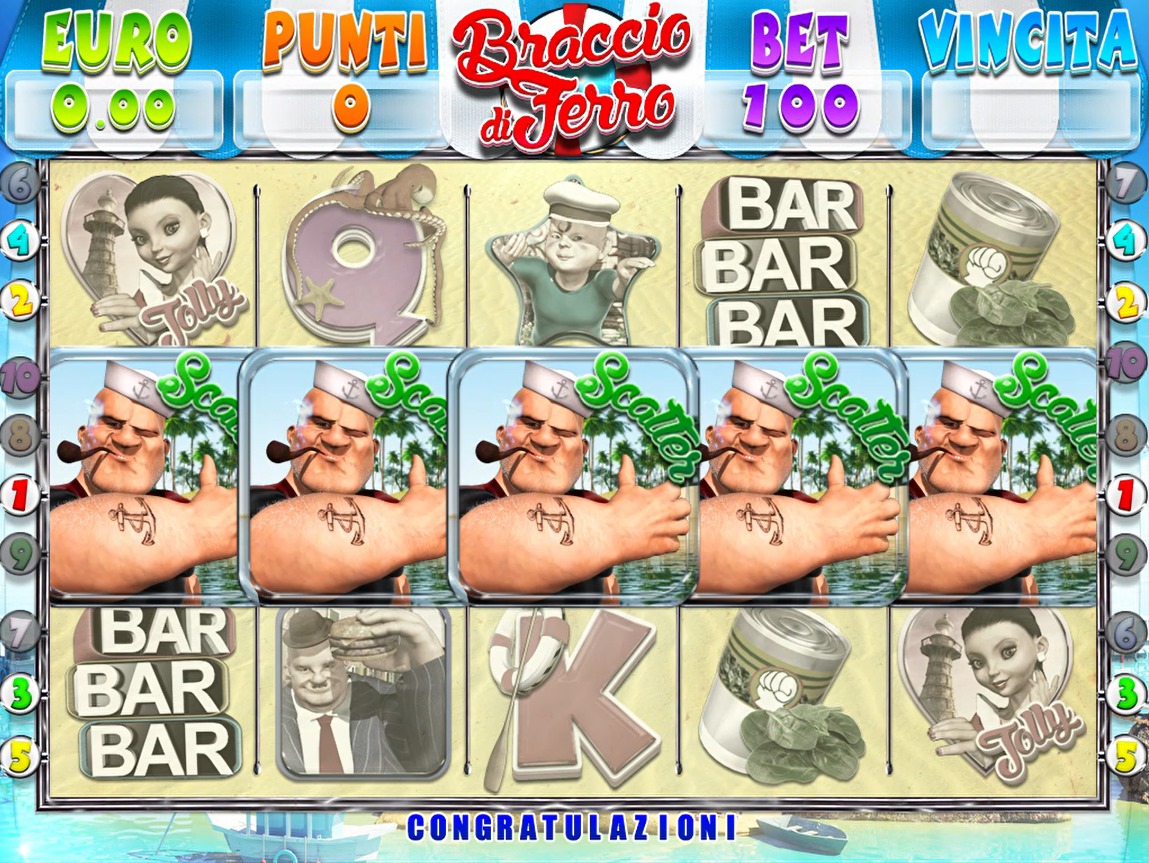 EURO
0.00
PUNTI
0
Braccio
di Ferro
BET
100
VINCITA
6
4
2
10
8
1
9
7
3
5
Jolly
BAR
BAR
BAR
Scatter
Scatter
Scatter
Scatter
Scatter
BAR
BAR
BAR
K
Jolly
7
4
2
10
8
1
9
6
3
5
CONGRATULAZIONI